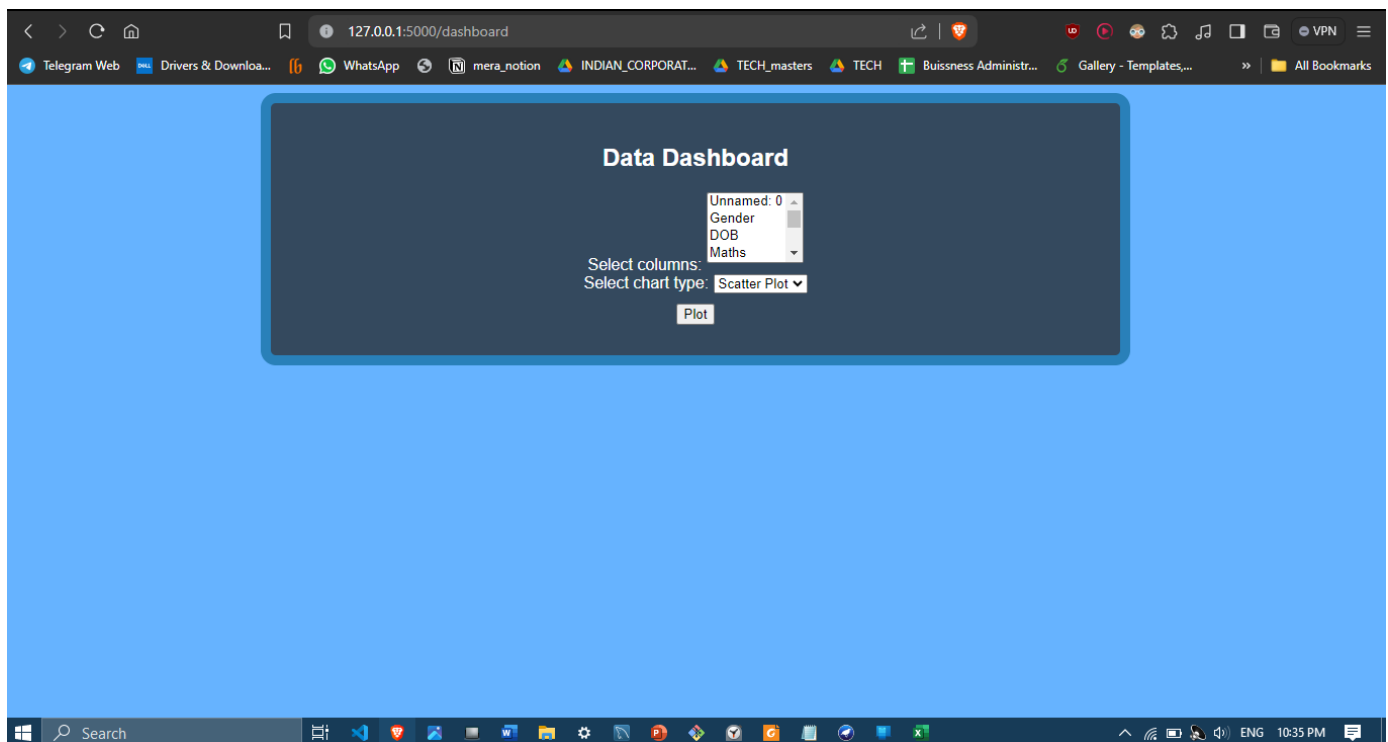 127.0.0.1:5000/dashboard
VPN
Telegram Web
DELL
Drivers & Downloa...
WhatsApp
mera_notion
INDIAN_CORPORAT...
TECH_masters
TECH
Buissness Administr...
Gallery - Templates,...
»
All Bookmarks
Data Dashboard
Unnamed: 0
Gender
DOB
Maths
Select columns:
Select chart type: Scatter Plot
Plot
Search
ENG
10:35 PM